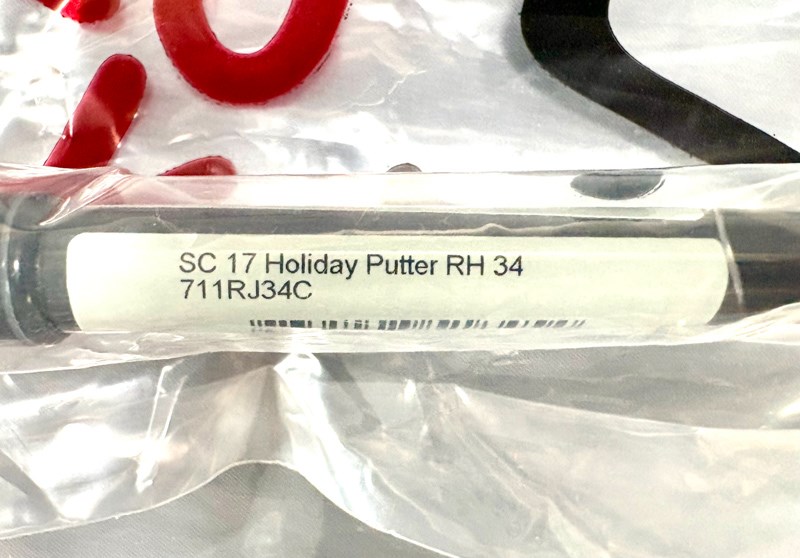 SC 17 Holiday Putter RH 34
711RJ34C